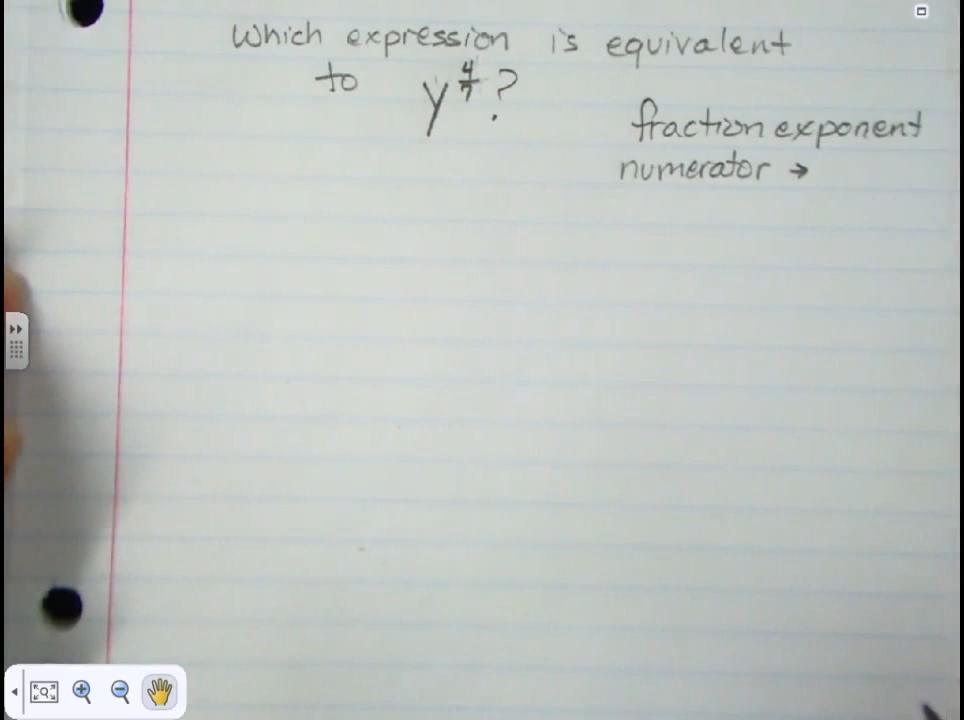 Which expression is equivalent
to y^4/7?
fraction exponent
numerator →